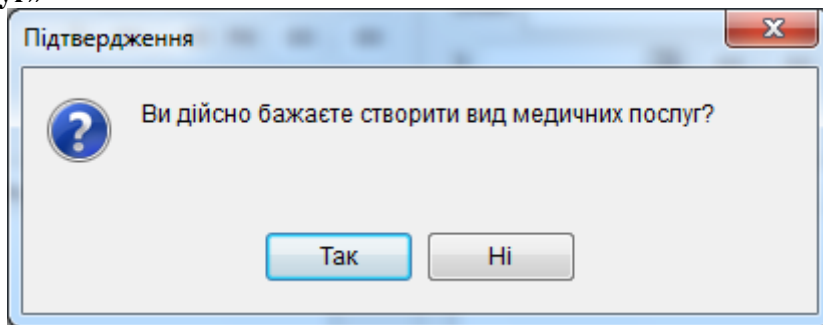 Підтвердження
Ви дійсно бажаєте створити вид медичних послуг?
Так
Ні